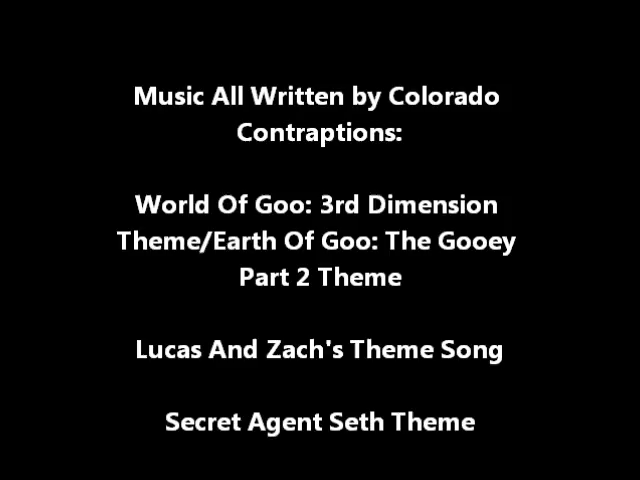 Music All Written by Colorado
Contraptions:
World Of Goo: 3rd Dimension
Theme/Earth Of Goo: The Gooey
Part 2 Theme
Lucas And Zach's Theme Song
Secret Agent Seth Theme